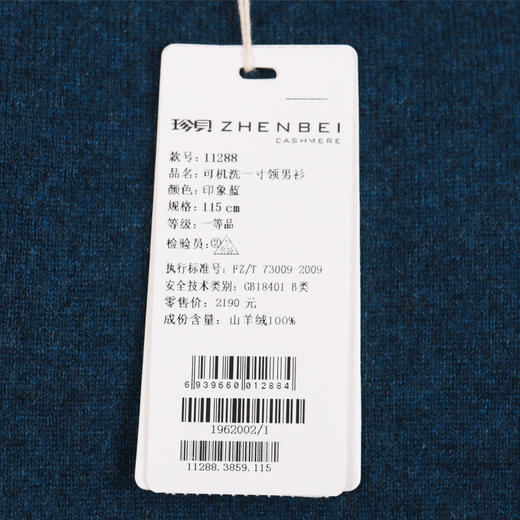 珍贝 ZHENBEI
CASHMERE
款号: 11288
品名: 可机洗一寸领男衫
颜色: 印象蓝
规格: 115cm
等级: 一等品
检验员: ②
执行标准号: FZ/T 73009-2009
安全技术类别: GB18401 B类
零售价: 2190 元
成份含量: 山羊绒100%
6 939660 012884
1962002/1
11288.3859.115